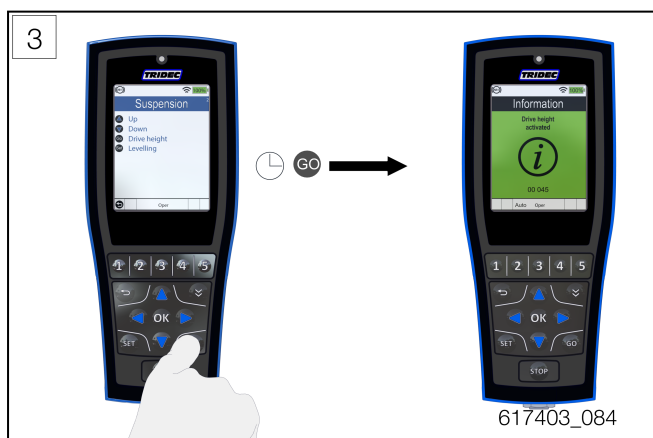 3
TRIDEC
100%
Suspension
Up
Down
Drive height
Levelling
Oper
1 2 3 4 5
OK
SET
GO
TRIDEC
100%
Information
Drive height
activated
i
00 045
Auto Oper
1 2 3 4 5
OK
SET GO
STOP
617403_084